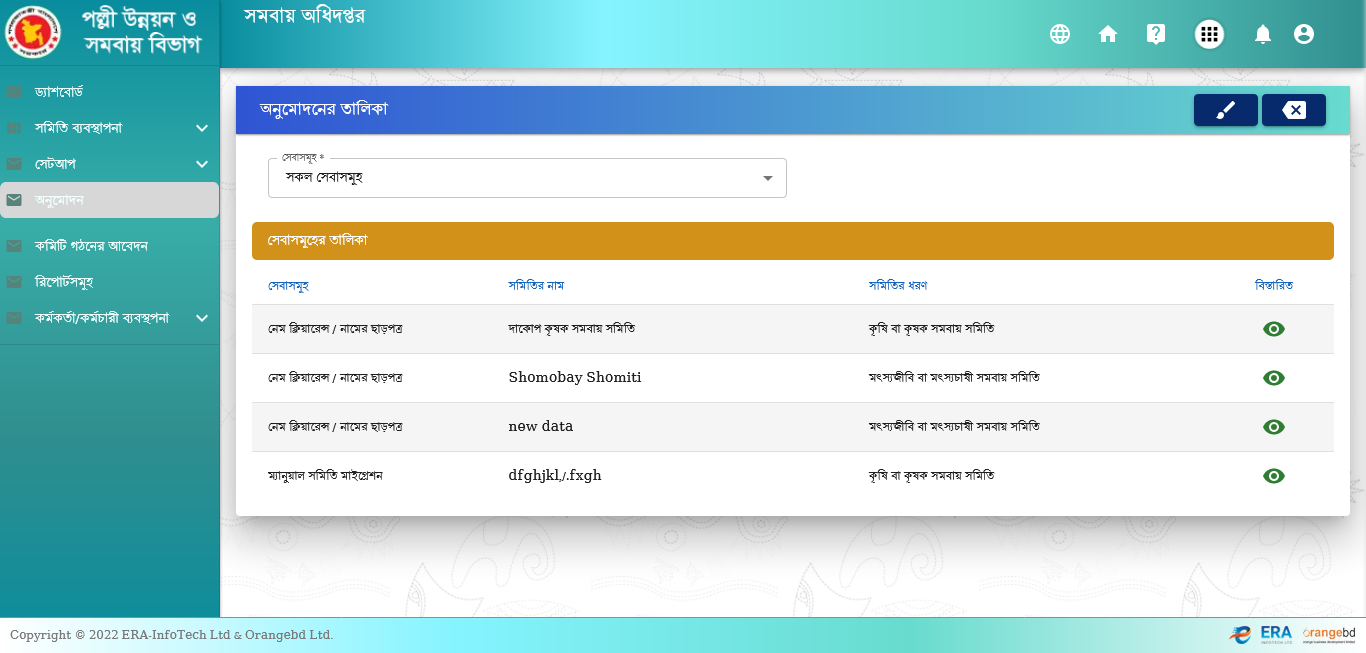 পল্লী উন্নয়ন ও
সমবায় বিভাগ
সমবায় অধিদপ্তর
ড্যাশবোর্ড
সমিতি ব্যবস্থাপনা
সেটআপ
অনুমোদন
কমিটি গঠনের আবেদন
রিপোর্টসমূহ
কর্মকর্তা/কর্মচারী ব্যবস্থপনা
অনুমোদনের তালিকা
সেবাসমূহ *
সকল সেবাসমূহ
সেবাসমূহের তালিকা
সেবাসমূহ সমিতির নাম সমিতির ধরণ বিস্তারিত
নেম ক্লিয়ারেন্স / নামের ছাড়পত্র দাকোপ কৃষক সমবায় সমিতি কৃষি বা কৃষক সমবায় সমিতি
নেম ক্লিয়ারেন্স / নামের ছাড়পত্র Shomobay Shomiti মৎস্যজীবি বা মৎস্যচাষী সমবায় সমিতি
নেম ক্লিয়ারেন্স / নামের ছাড়পত্র new data মৎস্যজীবি বা মৎস্যচাষী সমবায় সমিতি
ম্যানুয়াল সমিতি মাইগ্রেশন dfghjkl,/.fxgh কৃষি বা কৃষক সমবায় সমিতি
Copyright © 2022 ERA-InfoTech Ltd & Orangebd Ltd.
ERA
INFOTECH LTD
orangebd